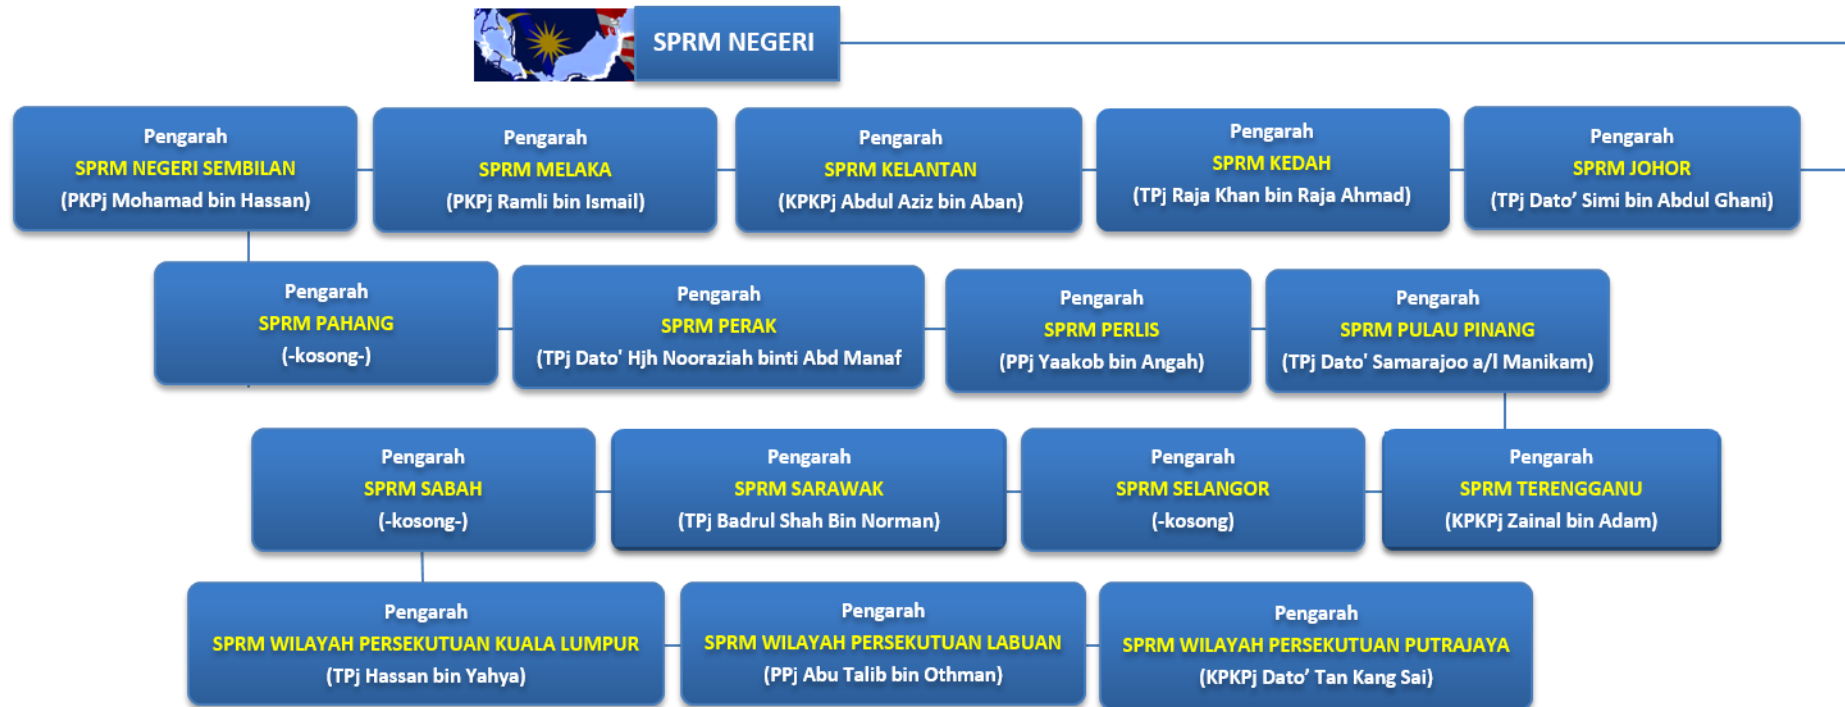 SPRM NEGERI
Pengarah
SPRM NEGERI SEMBILAN
(PKPj Mohamad bin Hassan)
Pengarah
SPRM MELAKA
(PKPj Ramli bin Ismail)
Pengarah
SPRM KELANTAN
(KPKPj Abdul Aziz bin Aban)
Pengarah
SPRM KEDAH
(TPj Raja Khan bin Raja Ahmad)
Pengarah
SPRM JOHOR
(TPj Dato’ Simi bin Abdul Ghani)
Pengarah
SPRM PAHANG
(-kosong-)
Pengarah
SPRM PERAK
(TPj Dato' Hjh Nooraziah binti Abd Manaf
Pengarah
SPRM PERLIS
(PPj Yaakob bin Angah)
Pengarah
SPRM PULAU PINANG
(TPj Dato' Samarajoo a/l Manikam)
Pengarah
SPRM SABAH
(-kosong-)
Pengarah
SPRM SARAWAK
(TPj Badrul Shah Bin Norman)
Pengarah
SPRM SELANGOR
(-kosong)
Pengarah
SPRM TERENGGANU
(KPKPj Zainal bin Adam)
Pengarah
SPRM WILAYAH PERSEKUTUAN KUALA LUMPUR
(TPj Hassan bin Yahya)
Pengarah
SPRM WILAYAH PERSEKUTUAN LABUAN
(PPj Abu Talib bin Othman)
Pengarah
SPRM WILAYAH PERSEKUTUAN PUTRAJAYA
(KPKPj Dato’ Tan Kang Sai)